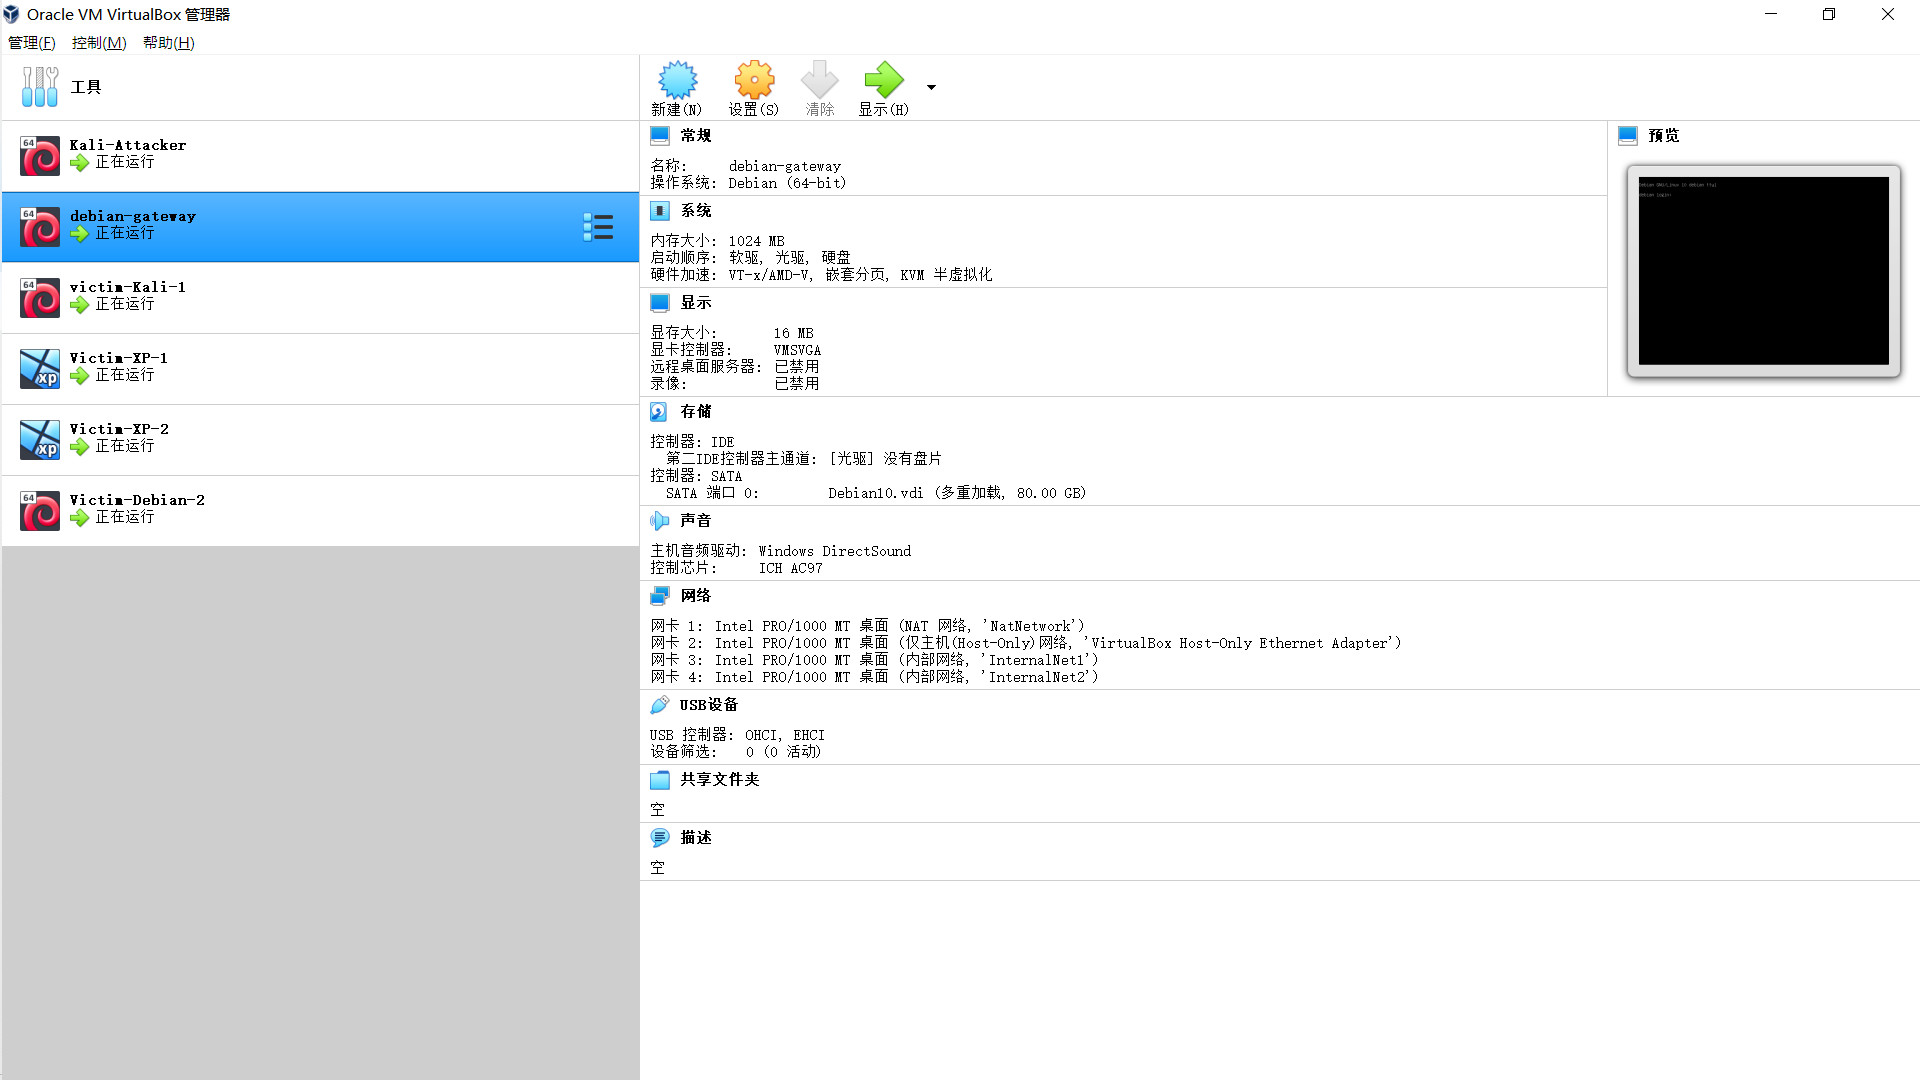 Oracle VM VirtualBox 管理器
管理(F) 控制(M) 帮助(H)
工具
新建(N) 设置(S) 清除 显示(H)
64 Kali-Attacker
正在运行
64 debian-gateway
正在运行
64 victim-Kali-1
正在运行
xp Victim-XP-1
正在运行
xp Victim-XP-2
正在运行
64 Victim-Debian-2
正在运行
常规
名称: debian-gateway
操作系统: Debian (64-bit)
系统
内存大小: 1024 MB
启动顺序: 软驱, 光驱, 硬盘
硬件加速: VT-x/AMD-V, 嵌套分页, KVM 半虚拟化
显示
显存大小: 16 MB
显卡控制器: VMSVGA
远程桌面服务器: 已禁用
录像: 已禁用
预览
Debian GNU/Linux 10 debian tty1
debian login:
存储
控制器: IDE
第二IDE控制器主通道: [光驱] 没有盘片
控制器: SATA
SATA 端口 0: Debian10.vdi (多重加载, 80.00 GB)
声音
主机音频驱动: Windows DirectSound
控制芯片: ICH AC97
网络
网卡 1: Intel PRO/1000 MT 桌面 (NAT 网络, 'NatNetwork')
网卡 2: Intel PRO/1000 MT 桌面 (仅主机(Host-Only)网络, 'VirtualBox Host-Only Ethernet Adapter')
网卡 3: Intel PRO/1000 MT 桌面 (内部网络, 'InternalNet1')
网卡 4: Intel PRO/1000 MT 桌面 (内部网络, 'InternalNet2')
USB设备
USB 控制器: OHCI, EHCI
设备筛选: 0 (0 活动)
共享文件夹
空
描述
空